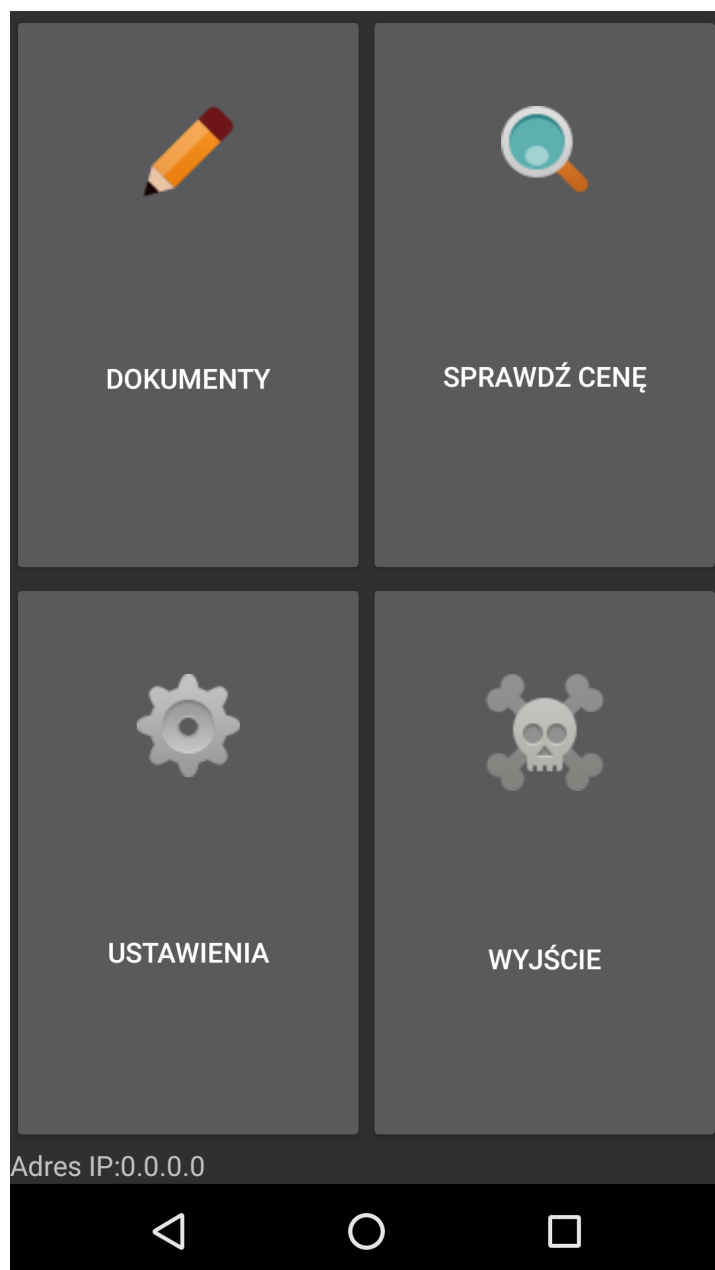 DOKUMENTY
SPRAWDŹ CENĘ
USTAWIENIA
WYJŚCIE
Adres IP:0.0.0.0